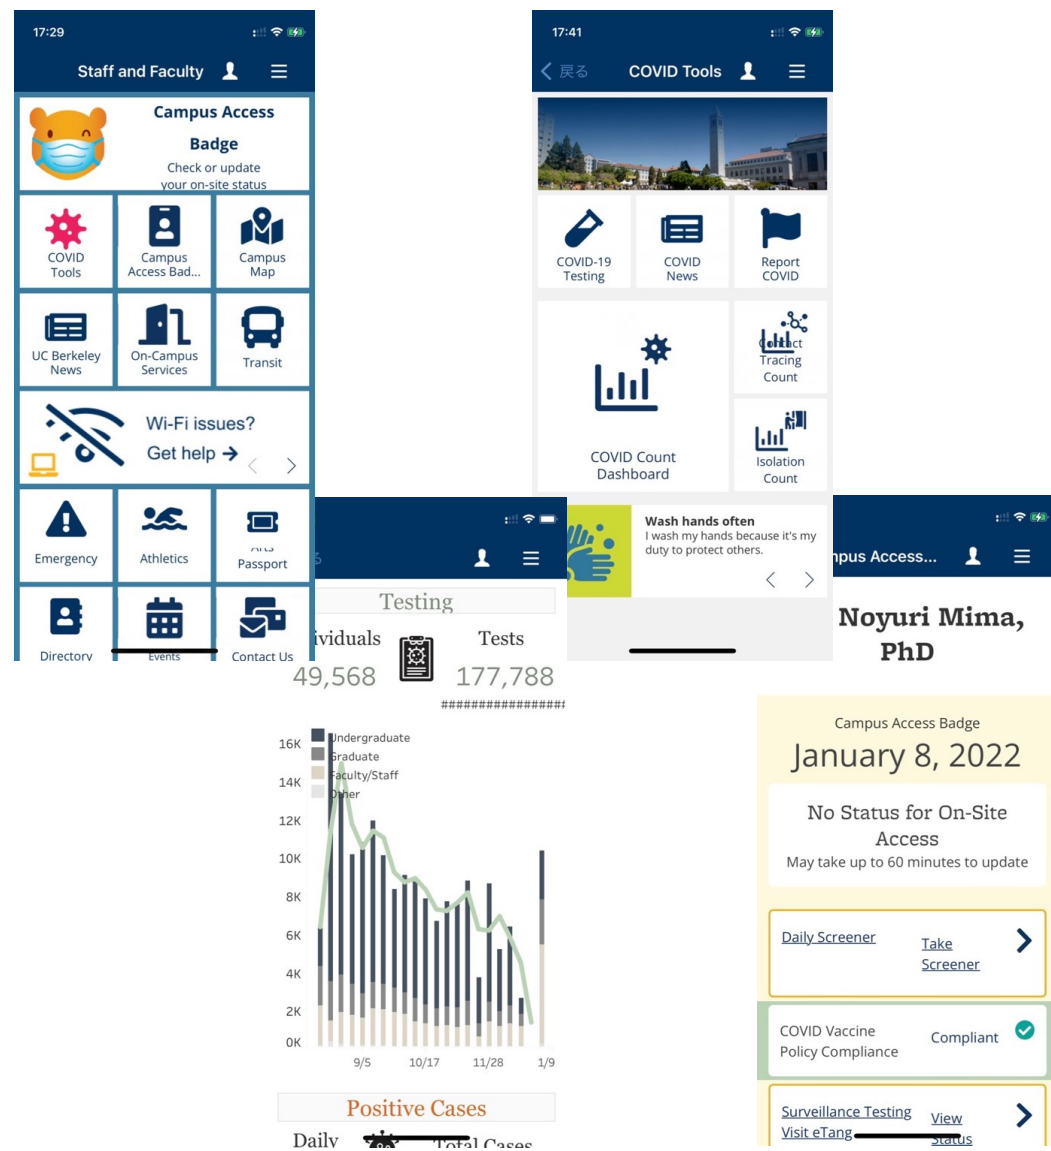 17:29
Staff and Faculty
Campus Access
Badge
Check or update
your on-site status
COVID
Tools
Campus
Access Bad...
Campus
Map
UC Berkeley
News
On-Campus
Services
Transit
Wi-Fi issues?
Get help →
Emergency
Athletics
Arts
Passport
Directory
Events
Contact Us
17:41
戻る
COVID Tools
COVID-19
Testing
COVID
News
Report
COVID
COVID Count
Dashboard
Contact
Tracing
Count
Isolation
Count
Wash hands often
I wash my hands because it's my
duty to protect others.
る
Testing
ividuals
49,568
Tests
177,788
################
Undergraduate
Graduate
Faculty/Staff
Other
16K
14K
12K
10K
8K
6K
4K
2K
0K
9/5
10/17
11/28
1/9
Positive Cases
Daily
Total Cases
mpus Access...
Noyuri Mima,
PhD
Campus Access Badge
January 8, 2022
No Status for On-Site
Access
May take up to 60 minutes to update
Daily Screener
Take
Screener
COVID Vaccine
Policy Compliance
Compliant
Surveillance Testing
Visit eTang
View
Status